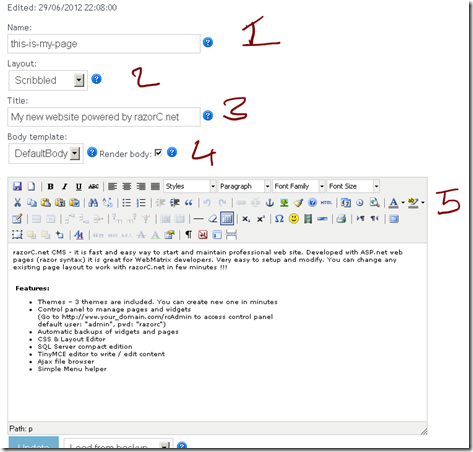 Edited: 29/06/2012 22:08:00
Name:
this-is-my-page
1
Layout:
Scribbled
2
Title:
My new website powered by razorC.net
3
Body template:
DefaultBody Render body:
4
B I U ABC Styles Paragraph Font Family Font Size
5
HTML A
razorC.net CMS - it is fast and easy way to start and maintain professional web site. Developed with ASP.net web
pages (razor syntax) it is great for WebMatrix developers. Very easy to setup and modify. You can change any
existing page layout to work with razorC.net in few minutes !!!
Features:
Themes - 3 themes are included. You can create new one in minutes
Control panel to manage pages and widgets
(Go to http://www.your_domain/rcAdmin to access control panel
default user: "admin", pwd: "razorc")
Automatic backups of widgets and pages
CSS & Layout Editor
SQL Server compact edition
TinyMCE editor to write / edit content
Ajax file browser
Simple Menu helper
Path: p
Update Load from backup